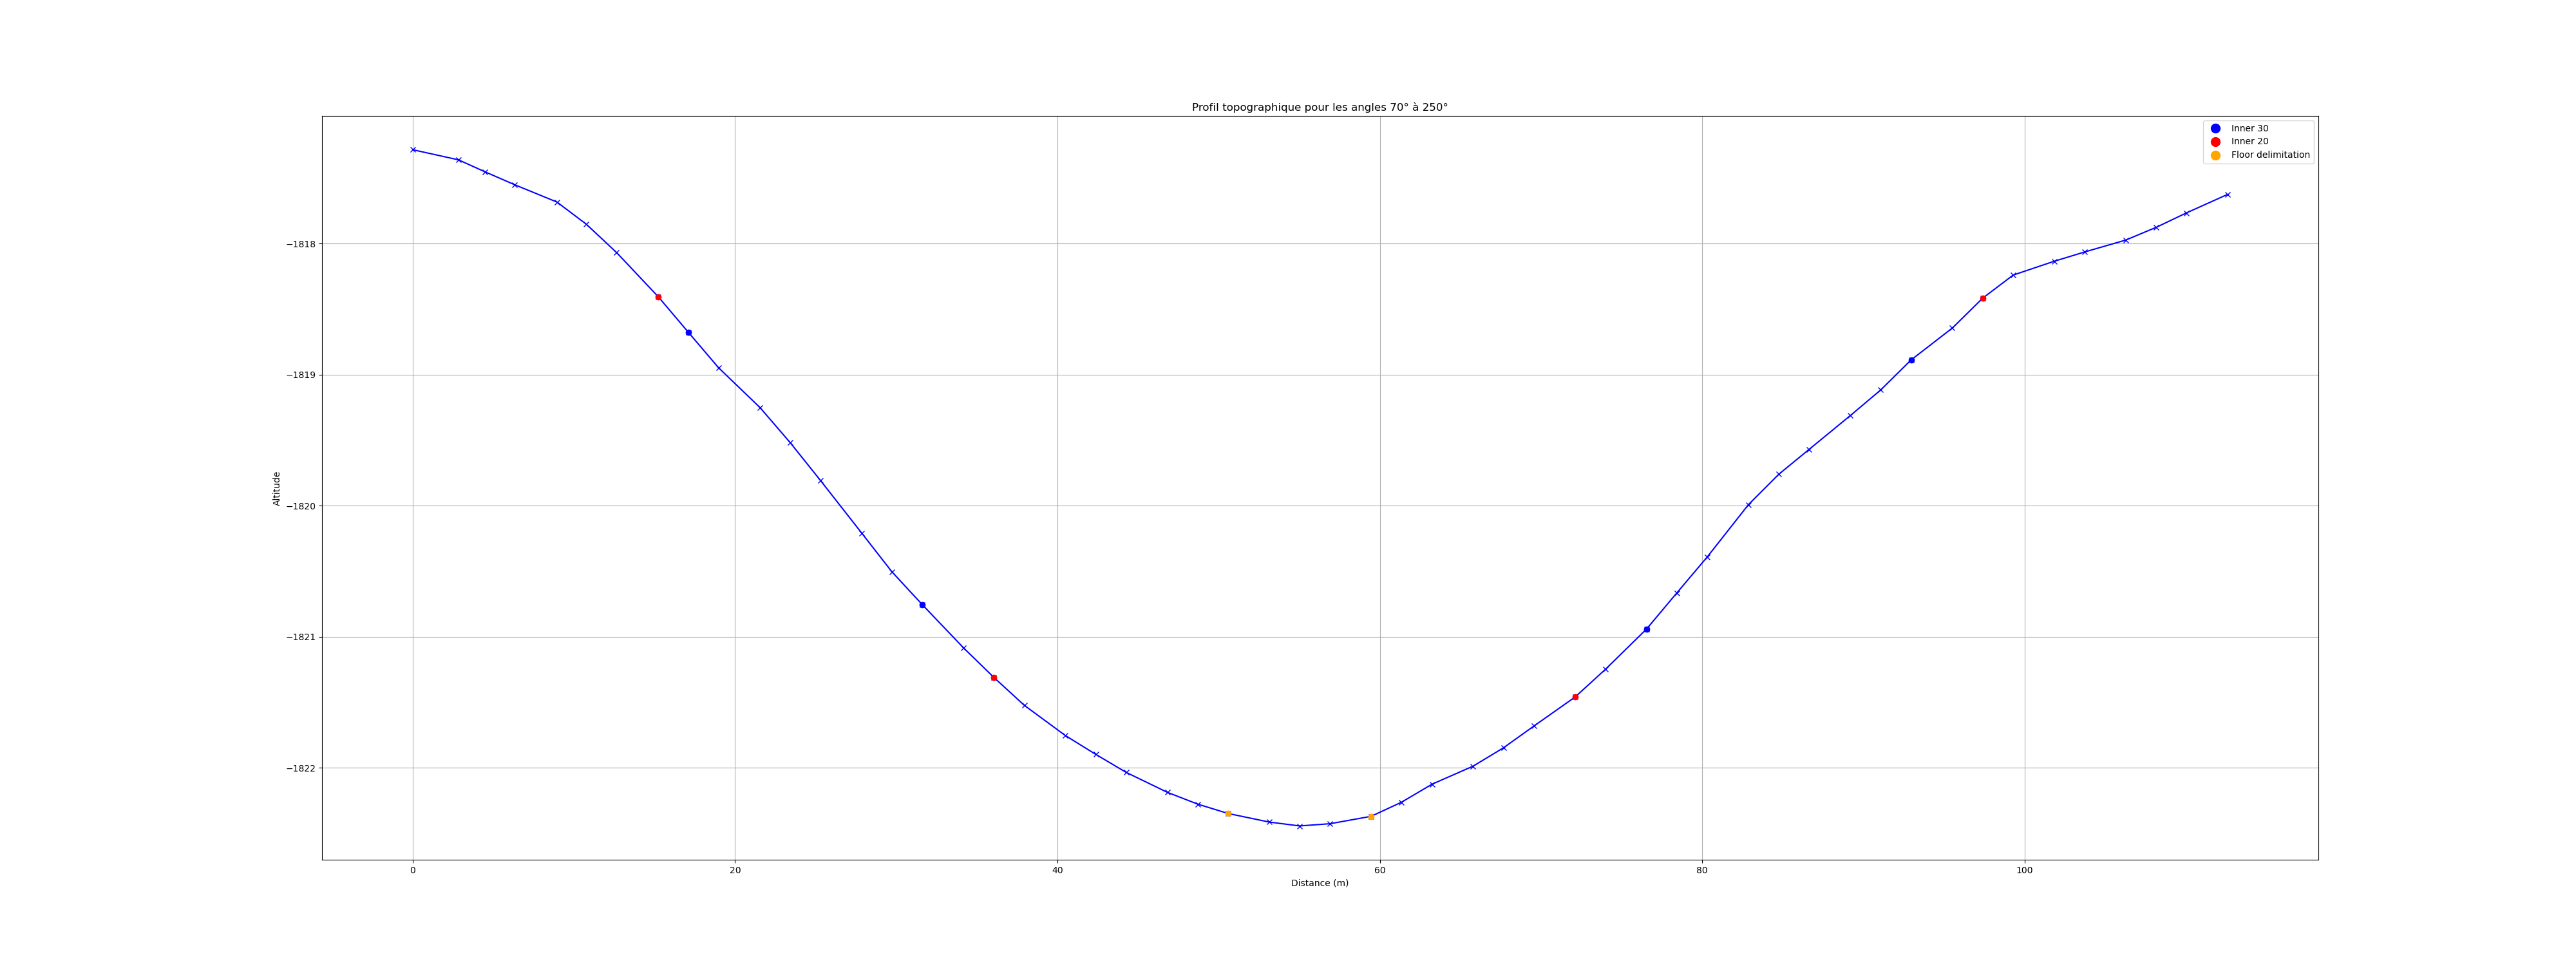 Profil topographique pour les angles 70° à 250°
Inner 30
Inner 20
Floor delimitation
−1818
−1819
−1820
−1821
−1822
Altitude
0 20 40 60 80 100
Distance (m)